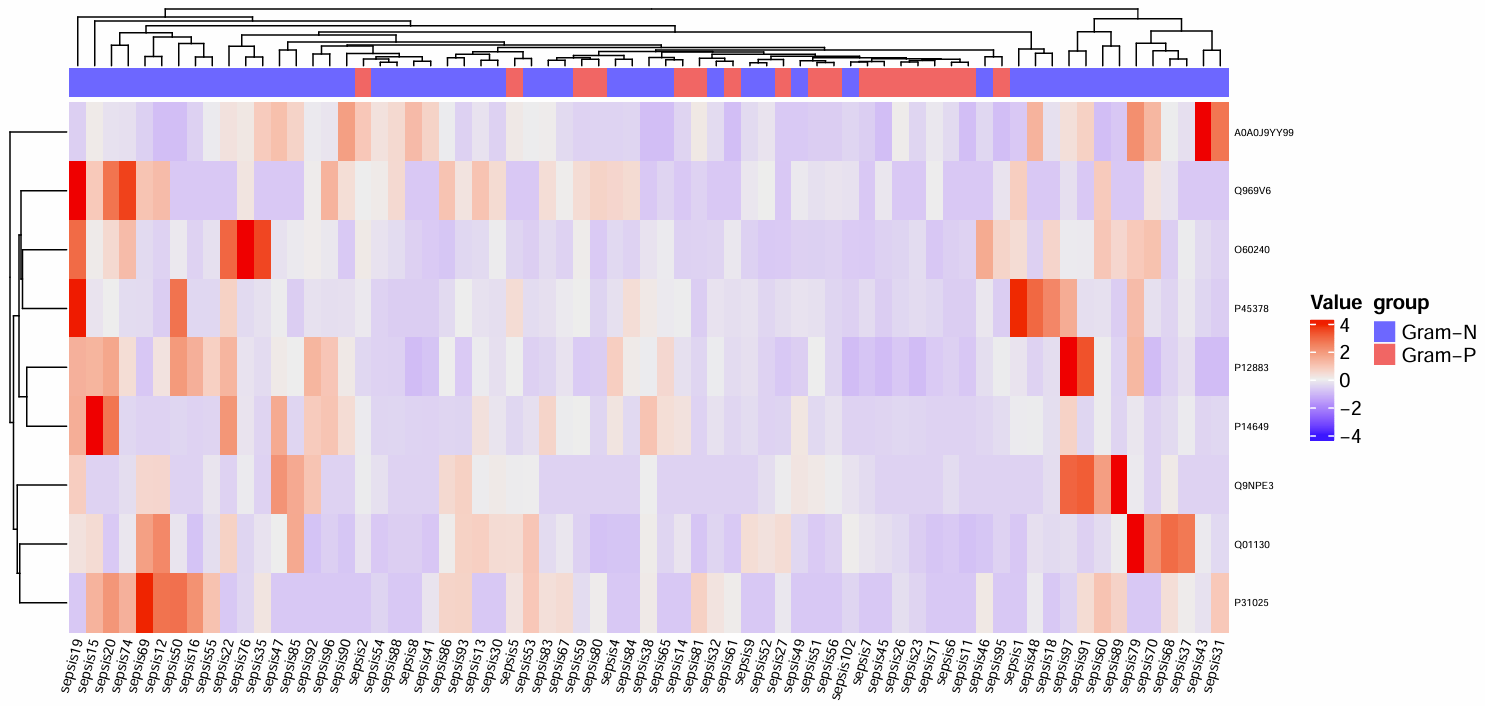 A0A0J9YY99
Q969V6
O60240
P45378
P12883
P14649
Q9NPE3
Q01130
P31025
Value
4
2
0
−2
−4
group
Gram−N
Gram−P
sepsis19
sepsis15
sepsis20
sepsis74
sepsis69
sepsis12
sepsis50
sepsis16
sepsis55
sepsis22
sepsis76
sepsis35
sepsis47
sepsis85
sepsis92
sepsis96
sepsis90
sepsis2
sepsis54
sepsis88
sepsis8
sepsis41
sepsis86
sepsis93
sepsis13
sepsis30
sepsis5
sepsis53
sepsis83
sepsis67
sepsis59
sepsis80
sepsis4
sepsis84
sepsis38
sepsis65
sepsis14
sepsis81
sepsis32
sepsis61
sepsis9
sepsis52
sepsis27
sepsis49
sepsis51
sepsis56
sepsis102
sepsis7
sepsis45
sepsis26
sepsis23
sepsis71
sepsis6
sepsis11
sepsis46
sepsis95
sepsis1
sepsis48
sepsis18
sepsis97
sepsis91
sepsis60
sepsis89
sepsis79
sepsis70
sepsis68
sepsis37
sepsis43
sepsis31